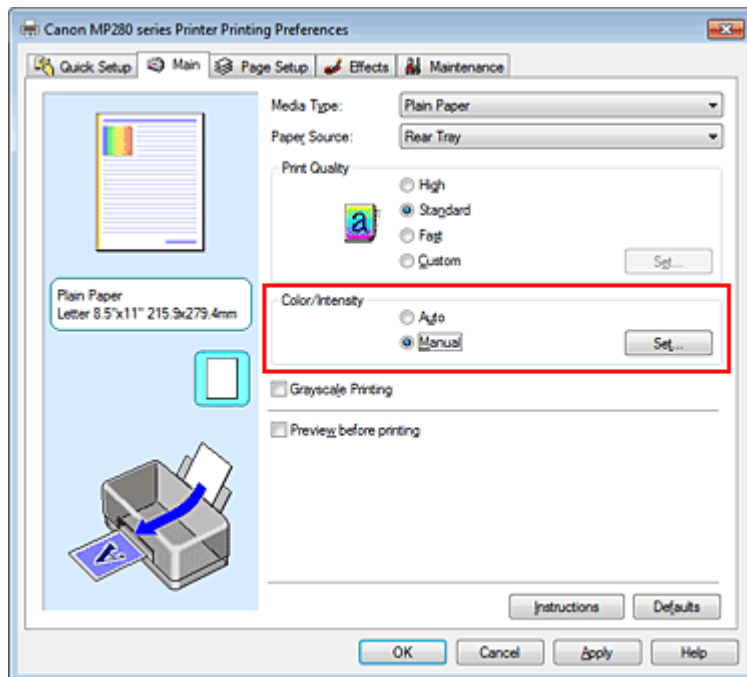 Canon MP280 series Printer Printing Preferences
Quick Setup Main Page Setup Effects Maintenance
Media Type: Plain Paper
Paper Source: Rear Tray
Print Quality
High
a Standard
Fast
Custom Set...
Plain Paper
Letter 8.5"x11" 215.9x279.4mm
Color/Intensity
Auto
Manual Set...
Grayscale Printing
Preview before printing
A
Instructions Defaults
OK Cancel Apply Help